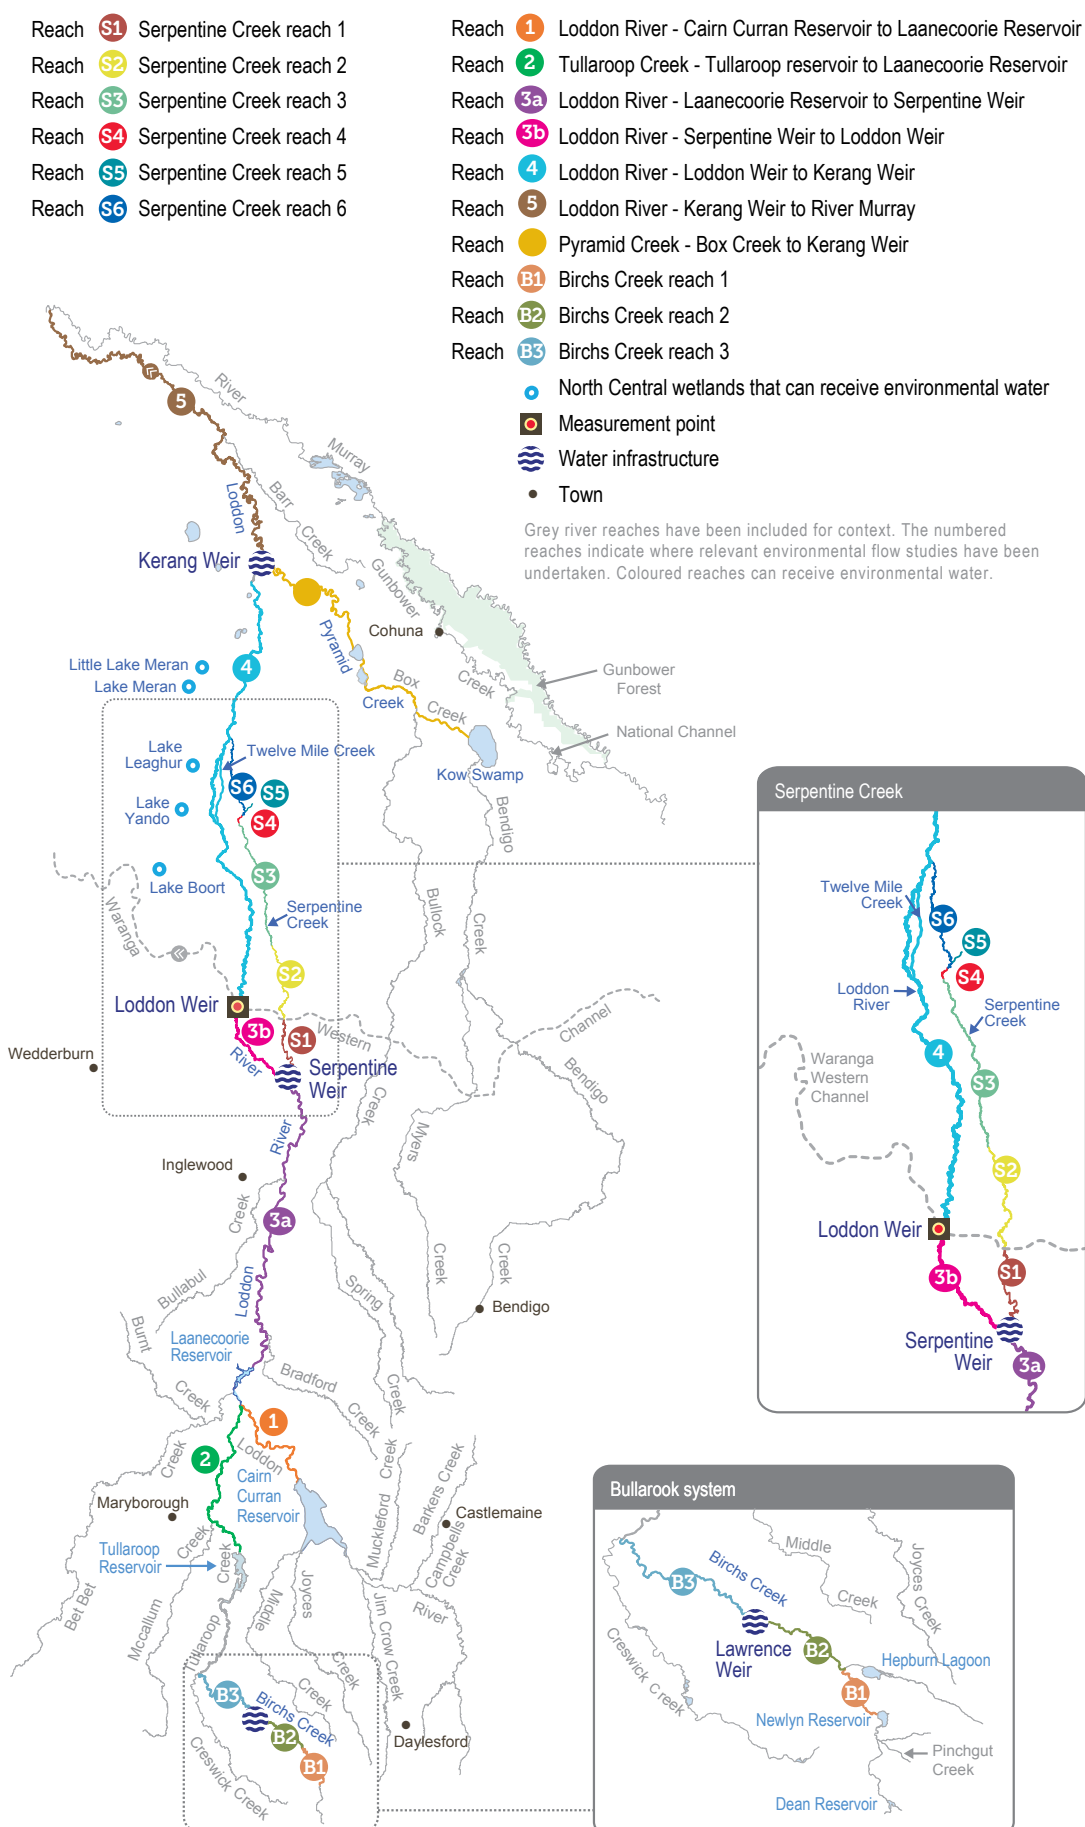 Reach S1 Serpentine Creek reach 1
Reach S2 Serpentine Creek reach 2
Reach S3 Serpentine Creek reach 3
Reach S4 Serpentine Creek reach 4
Reach S5 Serpentine Creek reach 5
Reach S6 Serpentine Creek reach 6
Reach 1 Loddon River - Cairn Curran Reservoir to Laanecoorie Reservoir
Reach 2 Tullaroop Creek - Tullaroop reservoir to Laanecoorie Reservoir
Reach 3a Loddon River - Laanecoorie Reservoir to Serpentine Weir
Reach 3b Loddon River - Serpentine Weir to Loddon Weir
Reach 4 Loddon River - Loddon Weir to Kerang Weir
Reach 5 Loddon River - Kerang Weir to River Murray
Reach Pyramid Creek - Box Creek to Kerang Weir
Reach B1 Birchs Creek reach 1
Reach B2 Birchs Creek reach 2
Reach B3 Birchs Creek reach 3
North Central wetlands that can receive environmental water
Measurement point
Water infrastructure
Town
Grey river reaches have been included for context. The numbered
reaches indicate where relevant environmental flow studies have been
undertaken. Coloured reaches can receive environmental water.
River
Murray
5
Loddon
Barr
Creek
Kerang Weir
Gunbower
Creek
Cohuna
Pyramid
Creek
Box
Creek
Gunbower
Forest
National Channel
Kow Swamp
Little Lake Meran
Lake Meran
4
Lake
Leaghur
Twelve Mile Creek
Lake
Yando
S6
S5
S4
S3
Lake Boort
Serpentine
Creek
Waranga
S2
Loddon Weir
3b
S1
Western
Channel
River
Serpentine
Weir
Wedderburn
Bendigo
Creek
Bullock
Creek
Bendigo
Creek
Myers
Creek
River
Inglewood
Creek
3a
Bullabul
Loddon
Spring
Creek
Bendigo
Burnt
Creek
Laanecoorie
Reservoir
Bradford
Creek
1
2
Loddon
Cairn
Curran
Reservoir
Creek
Maryborough
Tullaroop
Reservoir
Creek
Mccallum
Bet Bet
Creek
Tullaroop
Middle
Creek
Joyces
Creek
Muckleford
Creek
Barkers Creek
Campbells
Creek
Castlemaine
River
Jim Crow Creek
B3
Birchs Creek
B2
B1
Creswick Creek
Daylesford
Serpentine Creek
Twelve Mile
Creek
S6
S5
S4
Loddon
River
Serpentine
Creek
4
Waranga
Western
Channel
S3
S2
Loddon Weir
3b
S1
Serpentine
Weir
3a
Bullarook system
Middle
Creek
Joyces Creek
Birchs Creek
B3
Lawrence
Weir
B2
Hepburn Lagoon
B1
Creswick Creek
Newlyn Reservoir
Pinchgut
Creek
Dean Reservoir